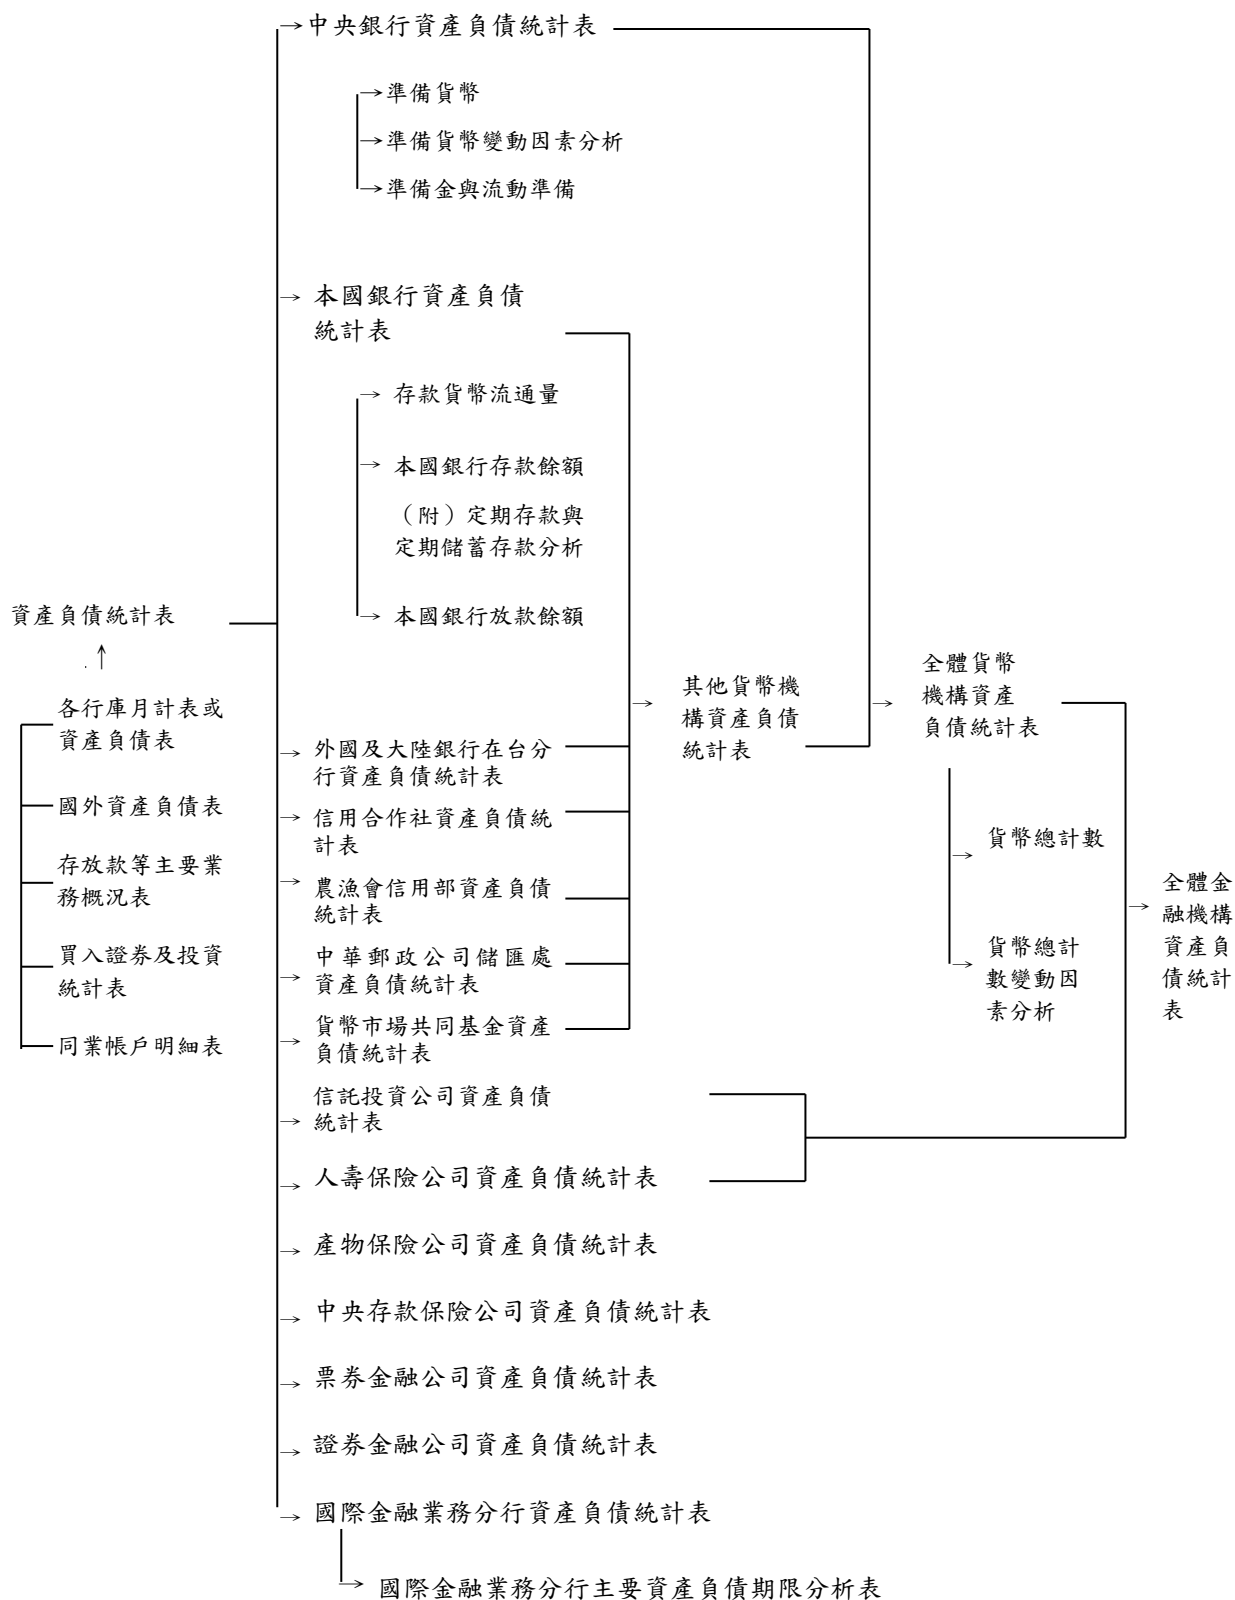 中央銀行資產負債統計表
準備貨幣
準備貨幣變動因素分析
準備金與流動準備
本國銀行資產負債
統計表
存款貨幣流通量
本國銀行存款餘額
（附）定期存款與
定期儲蓄存款分析
本國銀行放款餘額
資產負債統計表
各行庫月計表或
資產負債表
國外資產負債表
存放款等主要業
務概況表
買入證券及投資
統計表
同業帳戶明細表
外國及大陸銀行在台分
行資產負債統計表
信用合作社資產負債統
計表
農漁會信用部資產負債
統計表
中華郵政公司儲匯處
資產負債統計表
貨幣市場共同基金資產
負債統計表
信託投資公司資產負債
統計表
人壽保險公司資產負債統計表
產物保險公司資產負債統計表
中央存款保險公司資產負債統計表
票券金融公司資產負債統計表
證券金融公司資產負債統計表
國際金融業務分行資產負債統計表
國際金融業務分行主要資產負債期限分析表
其他貨幣機
構資產負債
統計表
全體貨幣
機構資產
負債統計表
貨幣總計數
貨幣總計
數變動因
素分析
全體金
融機構
資產負
債統計
表